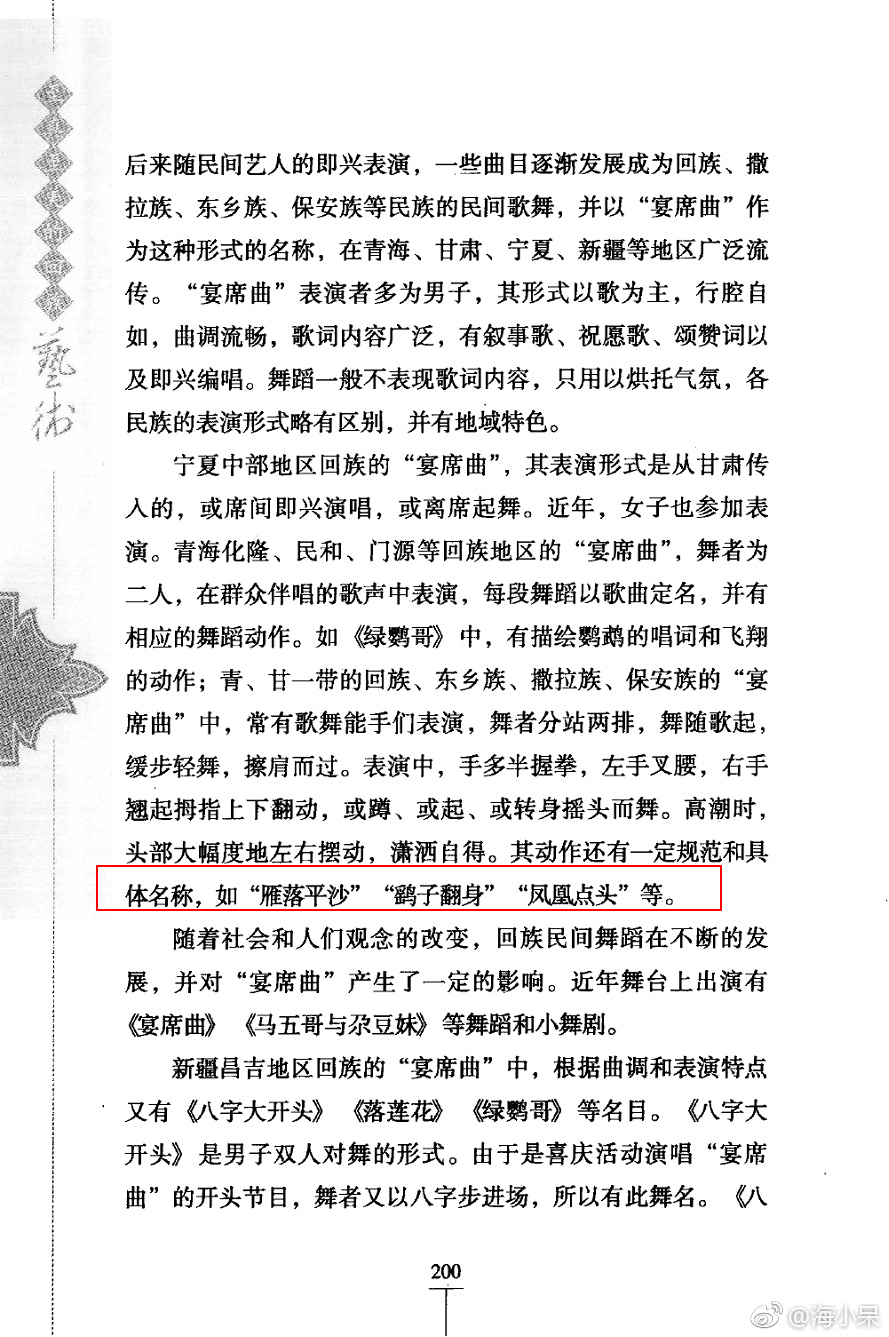 后来随民间艺人的即兴表演，一些曲目逐渐发展成为回族、撒
拉族、东乡族、保安族等民族的民间歌舞，并以“宴席曲”作
为这种形式的名称，在青海、甘肃、宁夏、新疆等地区广泛流
传。“宴席曲”表演者多为男子，其形式以歌为主，行腔自
如，曲调流畅，歌词内容广泛，有叙事歌、祝愿歌、颂赞词以
及即兴编唱。舞蹈一般不表现歌词内容，只用以烘托气氛，各
民族的表演形式略有区别，并有地域特色。
宁夏中部地区回族的“宴席曲”，其表演形式是从甘肃传
入的，或席间即兴演唱，或离席起舞。近年，女子也参加表
演。青海化隆、民和、门源等回族地区的“宴席曲”，舞者为
二人，在群众伴唱的歌声中表演，每段舞蹈以歌曲定名，并有
相应的舞蹈动作。如《绿鹦哥》中，有描绘鹦鹉的唱词和飞翔
的动作；青、甘一带的回族、东乡族、撒拉族、保安族的“宴
席曲”中，常有歌舞能手们表演，舞者分站两排，舞随歌起，
缓步轻舞，擦肩而过。表演中，手多半握拳，左手叉腰，右手
翘起拇指上下翻动，或蹲、或起、或转身摇头而舞。高潮时，
头部大幅度地左右摆动，潇洒自得。其动作还有一定规范和具
体名称，如“雁落平沙”“鹞子翻身”“凤凰点头”等。
随着社会和人们观念的改变，回族民间舞蹈在不断的发
展，并对“宴席曲”产生了一定的影响。近年舞台上出演有
《宴席曲》《马五哥与尕豆妹》等舞蹈和小舞剧。
新疆昌吉地区回族的“宴席曲”中，根据曲调和表演特点
又有《八字大开头》《落莲花》《绿鹦哥》等名目。《八字大
开头》是男子双人对舞的形式。由于是喜庆活动演唱“宴席
曲”的开头节目，舞者又以八字步进场，所以有此舞名。《八
200
藝術
@海小呆